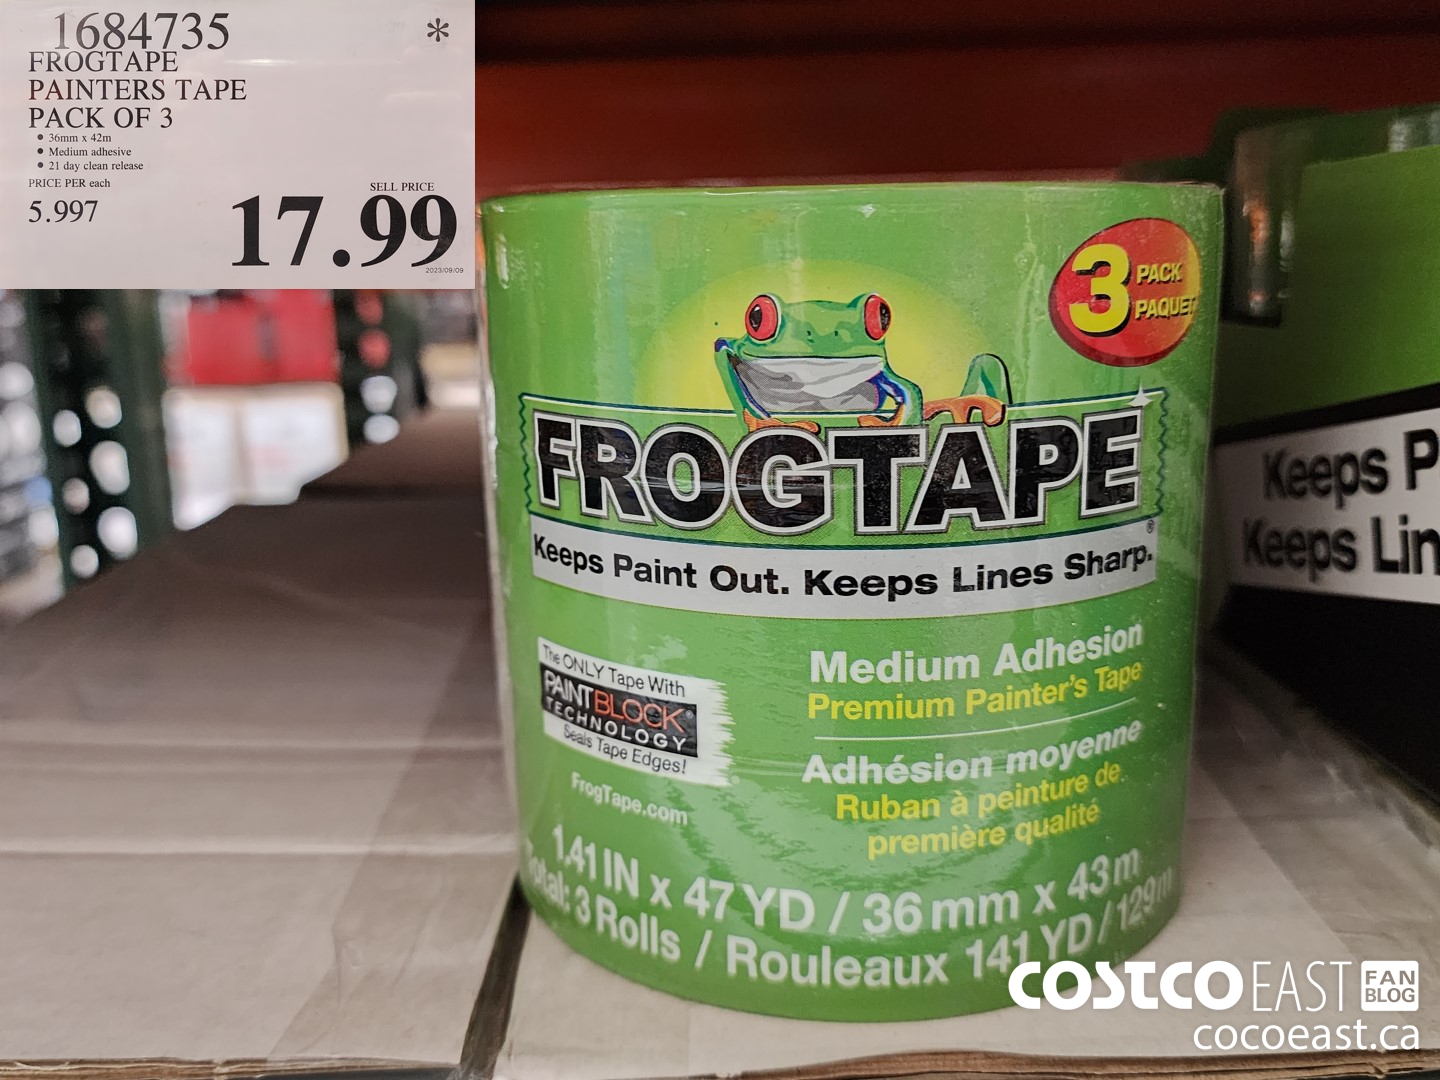 1684735 *
FROGTAPE
PAINTERS TAPE
PACK OF 3
• 36mm x 42m
• Medium adhesive
• 21 day clean release
PRICE PER each
5.997
SELL PRICE
17.99
2023/09/09
3 PACK
PAQUET
FROGTAPE®
Keeps Paint Out. Keeps Lines Sharp.
The ONLY Tape With
PAINTBLOCK®
TECHNOLOGY
Seals Tape Edges!
FrogTape.com
Medium Adhesion
Premium Painter's Tape
Adhésion moyenne
Ruban à peinture de
première qualité
1.41 IN x 47 YD / 36 mm x 43 m
Total: 3 Rolls / Rouleaux 141 YD / 129 m
Keeps P
Keeps Lin
COSTCO EAST FAN
BLOG
cocoeast.ca